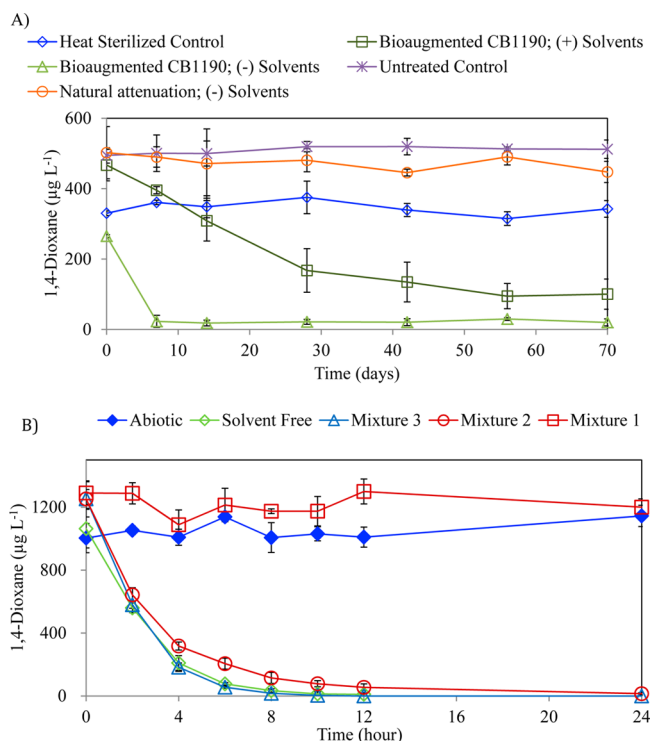 A)
Heat Sterilized Control
Bioaugmented CB1190; (+) Solvents
Bioaugmented CB1190; (-) Solvents
Untreated Control
Natural attenuation; (-) Solvents
600
400
200
0
1,4-Dioxane (µg L-1)
0 10 20 30 40 50 60 70
Time (days)
B)
Abiotic Solvent Free Mixture 3 Mixture 2 Mixture 1
1200
800
400
0
1,4-Dioxane (µg L-1)
0 4 8 12 16 20 24
Time (hour)